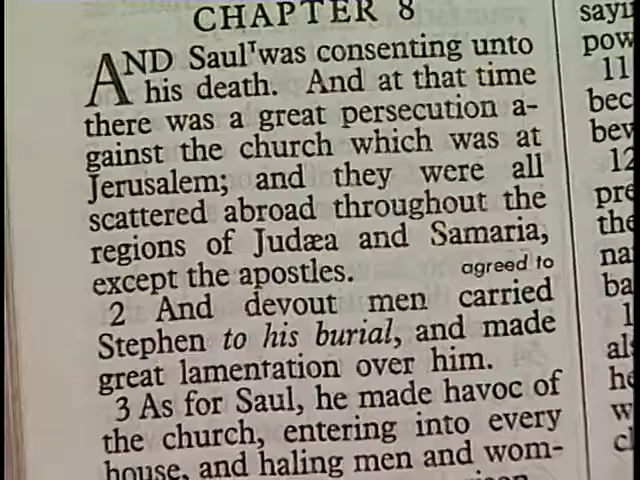 CHAPTER 8
AND Saul' was consenting unto
his death. And at that time
there was a great persecution a-
gainst the church which was at
Jerusalem; and they were all
scattered abroad throughout the
regions of Judæa and Samaria,
except the apostles. agreed to
2 And devout men carried
Stephen to his burial, and made
great lamentation over him.
3 As for Saul, he made havoc of
the church, entering into every
house, and haling men and wom-
11
12
the